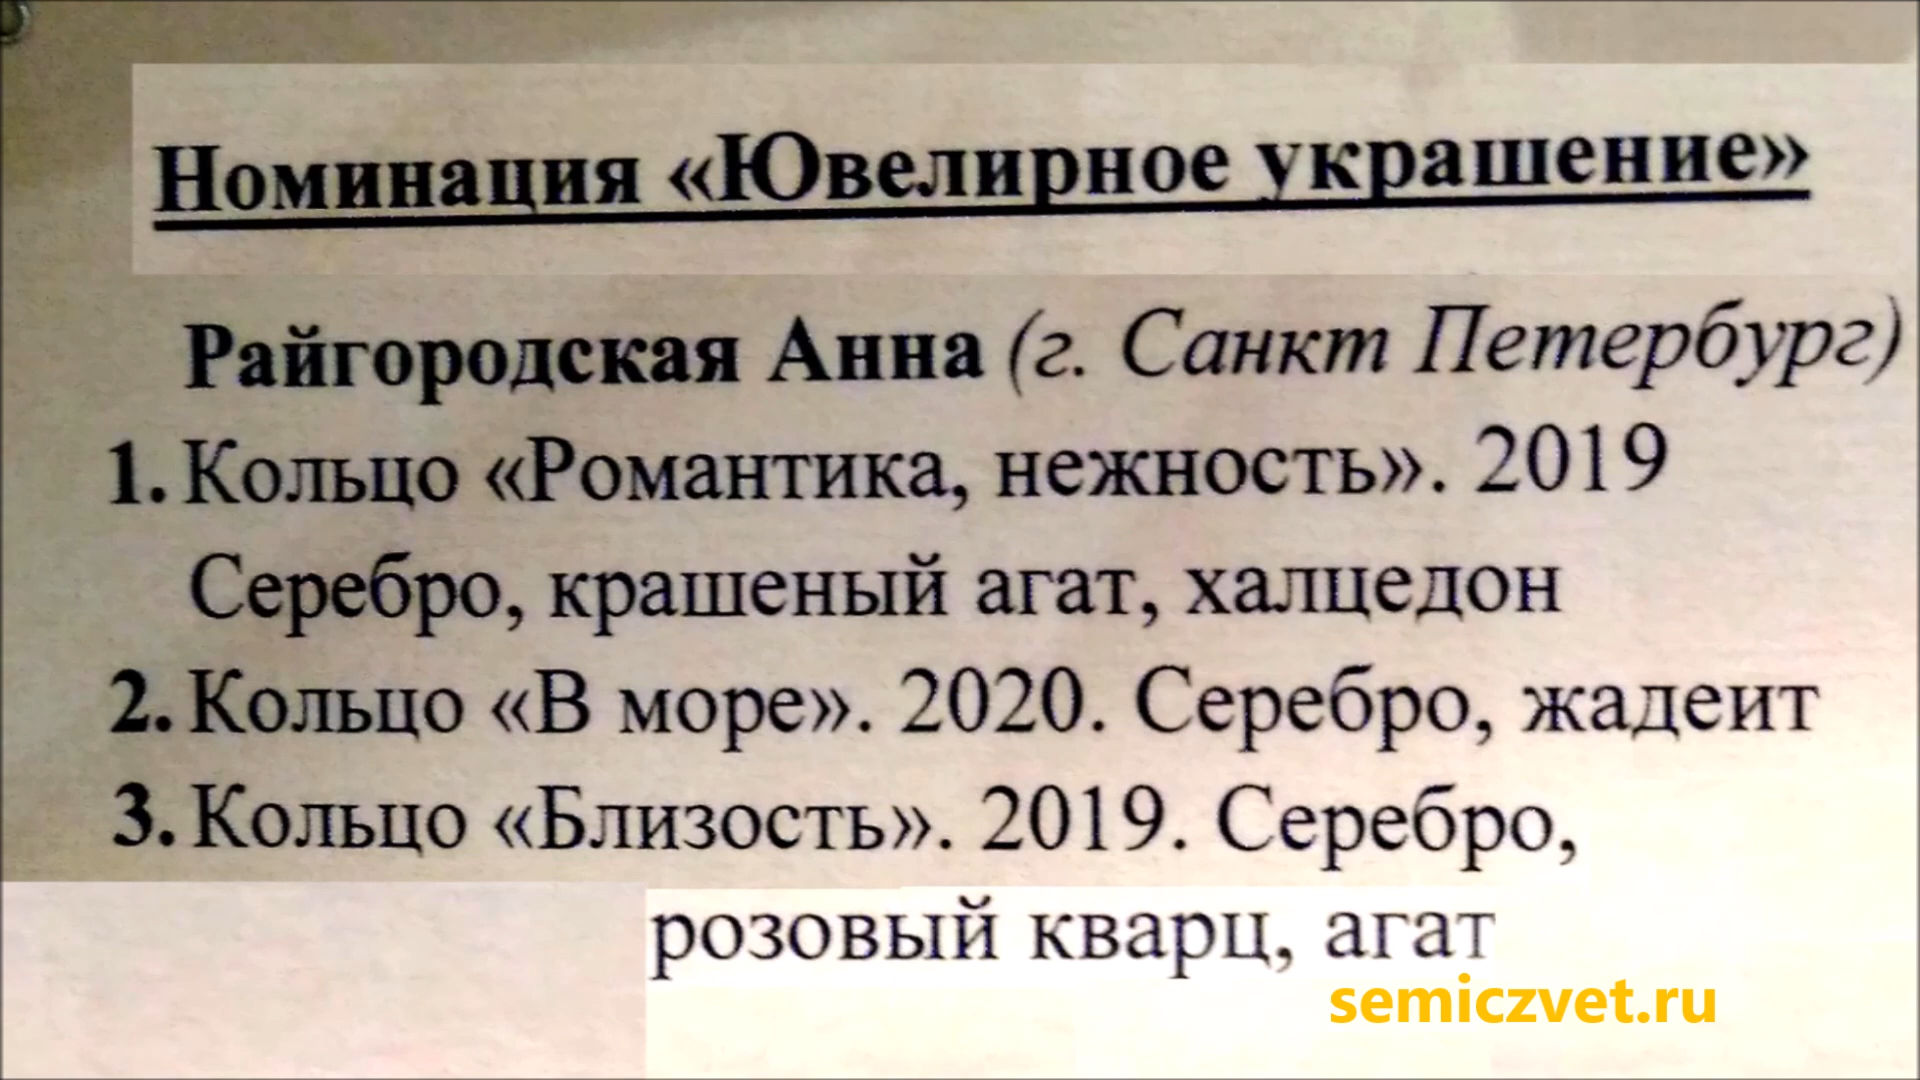 Номинация «Ювелирное украшение»
Райгородская Анна (г. Санкт Петербург)
1. Кольцо «Романтика, нежность». 2019
Серебро, крашеный агат, халцедон
2. Кольцо «В море». 2020. Серебро, жадеит
3. Кольцо «Близость». 2019. Серебро,
розовый кварц, агат
semiczvet.ru